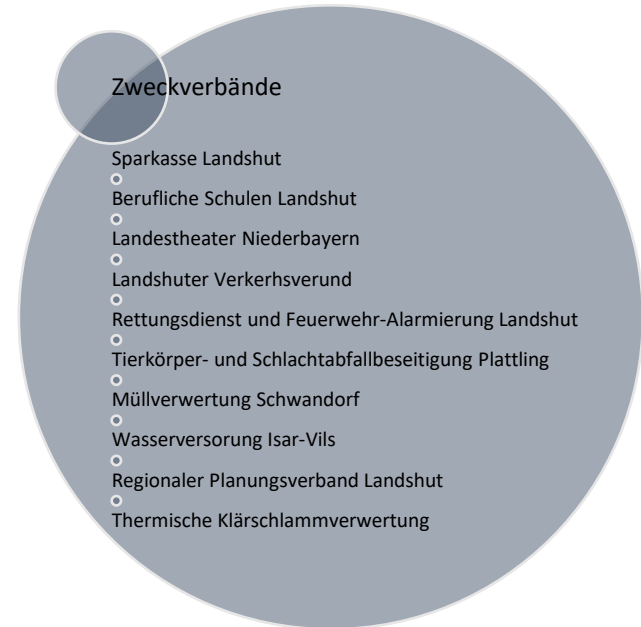 Zweckverbände
Sparkasse Landshut
Berufliche Schulen Landshut
Landestheater Niederbayern
Landshuter Verkerhsverund
Rettungsdienst und Feuerwehr-Alarmierung Landshut
Tierkörper- und Schlachtabfallbeseitigung Plattling
Müllverwertung Schwandorf
Wasserversorung Isar-Vils
Regionaler Planungsverband Landshut
Thermische Klärschlammverwertung